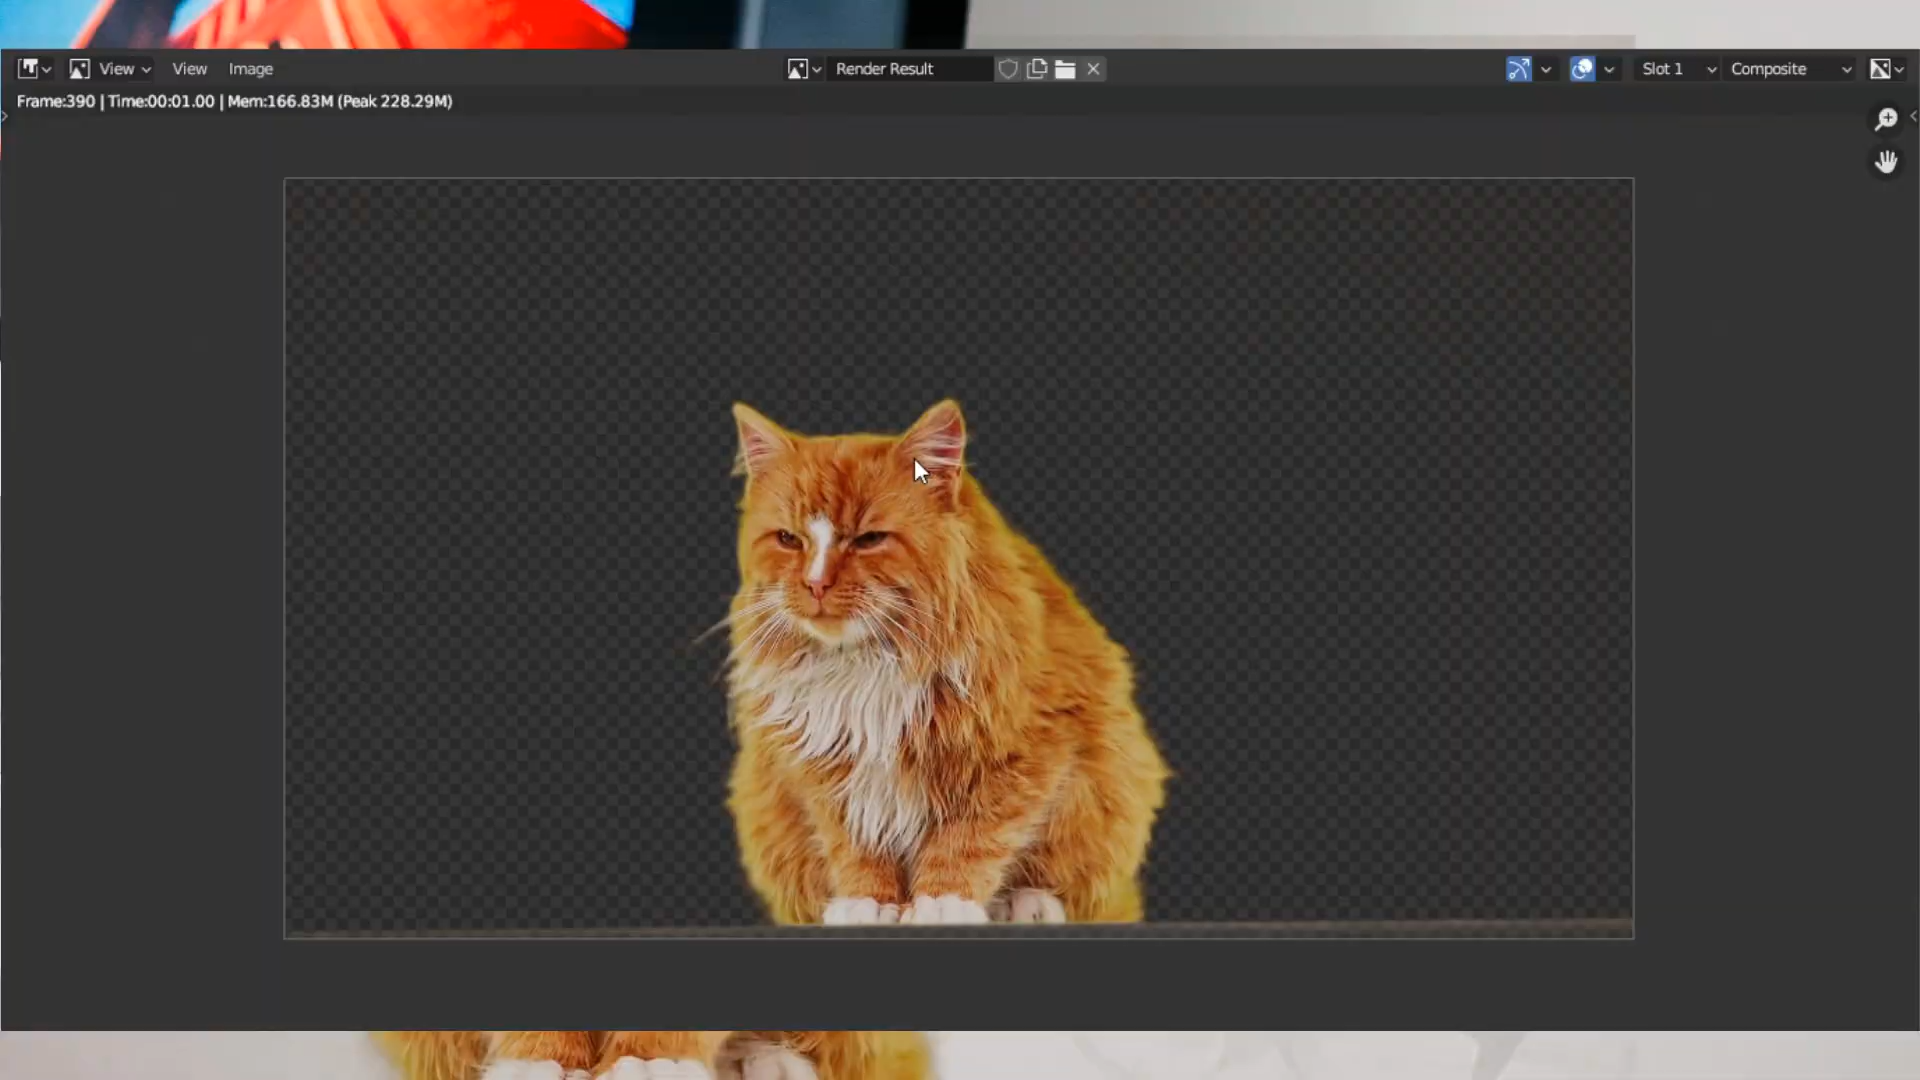 View View Image Render Result Slot 1 Composite
Frame:390 | Time:00:01.00 | Mem:166.83M (Peak 228.29M)